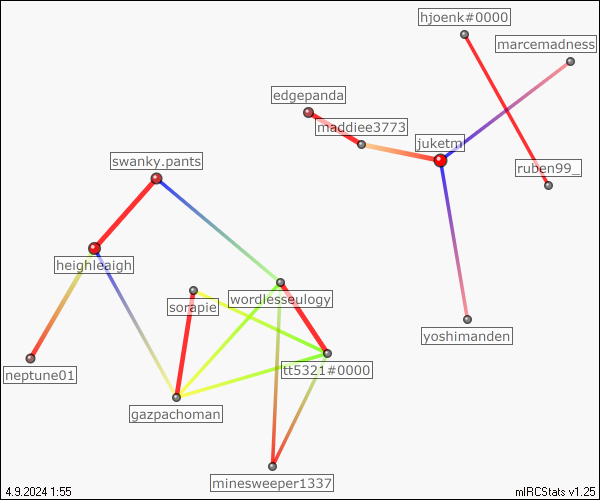 hjoenk#0000
marcemadness
edgepanda
maddiee3773
juketm
swanky.pants
ruben99_
heighleaigh
sorapie
wordlesseulogy
yoshimanden
neptune01
tt5321#0000
gazpachoman
minesweeper1337
4.9.2024 1:55
mIRCStats v1.25